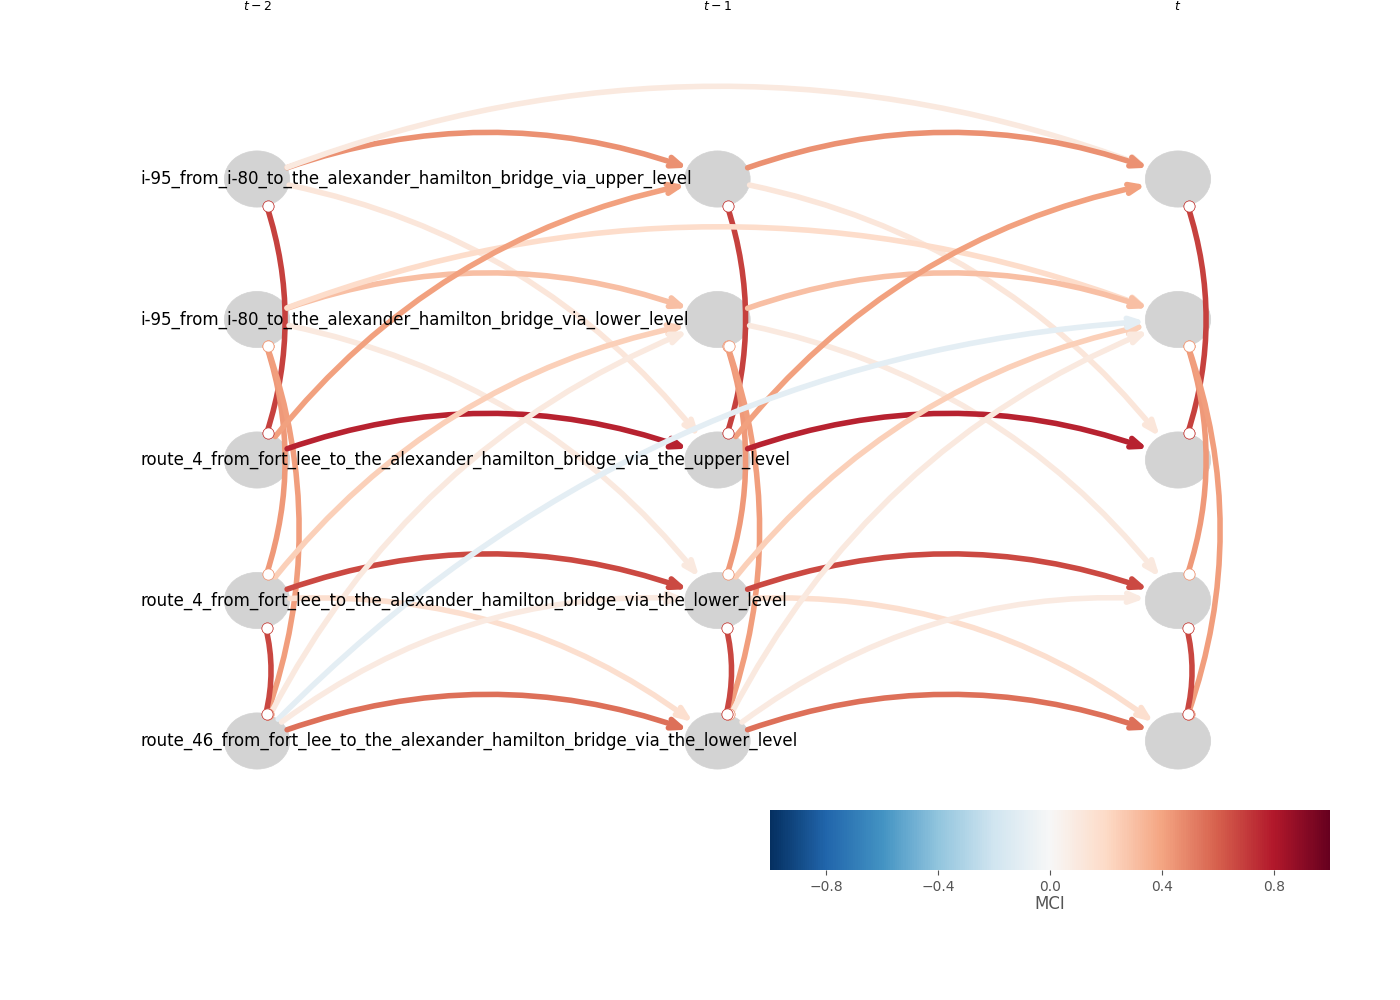 t − 2
t − 1
t
i-95_from_i-80_to_the_alexander_hamilton_bridge_via_upper_level
i-95_from_i-80_to_the_alexander_hamilton_bridge_via_lower_level
route_4_from_fort_lee_to_the_alexander_hamilton_bridge_via_the_upper_level
route_4_from_fort_lee_to_the_alexander_hamilton_bridge_via_the_lower_level
route_46_from_fort_lee_to_the_alexander_hamilton_bridge_via_the_lower_level
−0.8
−0.4
0.0
0.4
0.8
MCI